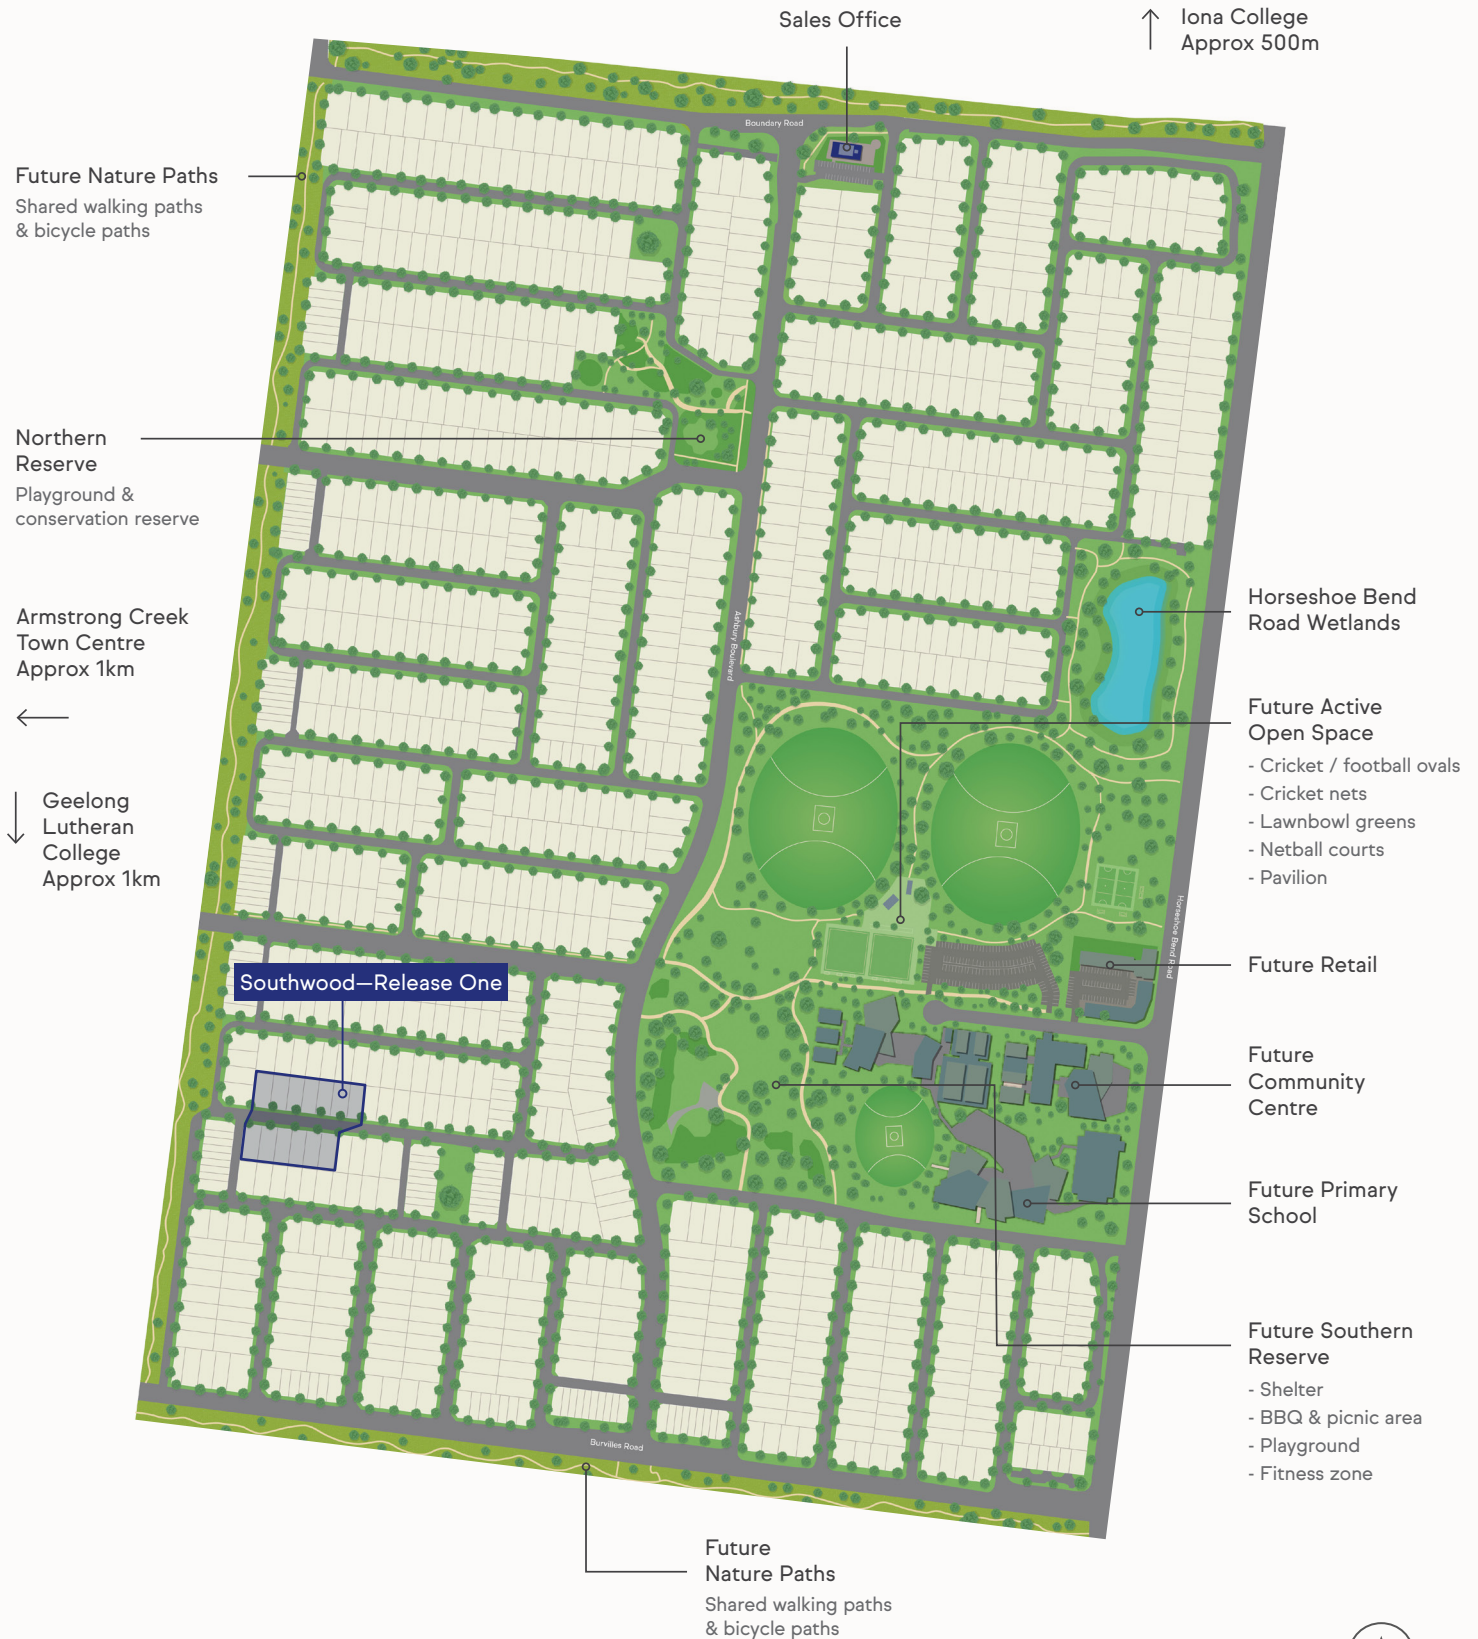 Sales Office
Iona College
Approx 500m
Boundary Road
Future Nature Paths
Shared walking paths
& bicycle paths
Northern
Reserve
Playground &
conservation reserve
Armstrong Creek
Town Centre
Approx 1km
Geelong
Lutheran
College
Approx 1km
Ashbury Boulevard
Horseshoe Bend
Road Wetlands
Future Active
Open Space
- Cricket / football ovals
- Cricket nets
- Lawnbowl greens
- Netball courts
- Pavilion
Horseshoe Bend Road
Future Retail
Southwood—Release One
Future
Community
Centre
Future Primary
School
Future Southern
Reserve
- Shelter
- BBQ & picnic area
- Playground
- Fitness zone
Burvilles Road
Future
Nature Paths
Shared walking paths
& bicycle paths